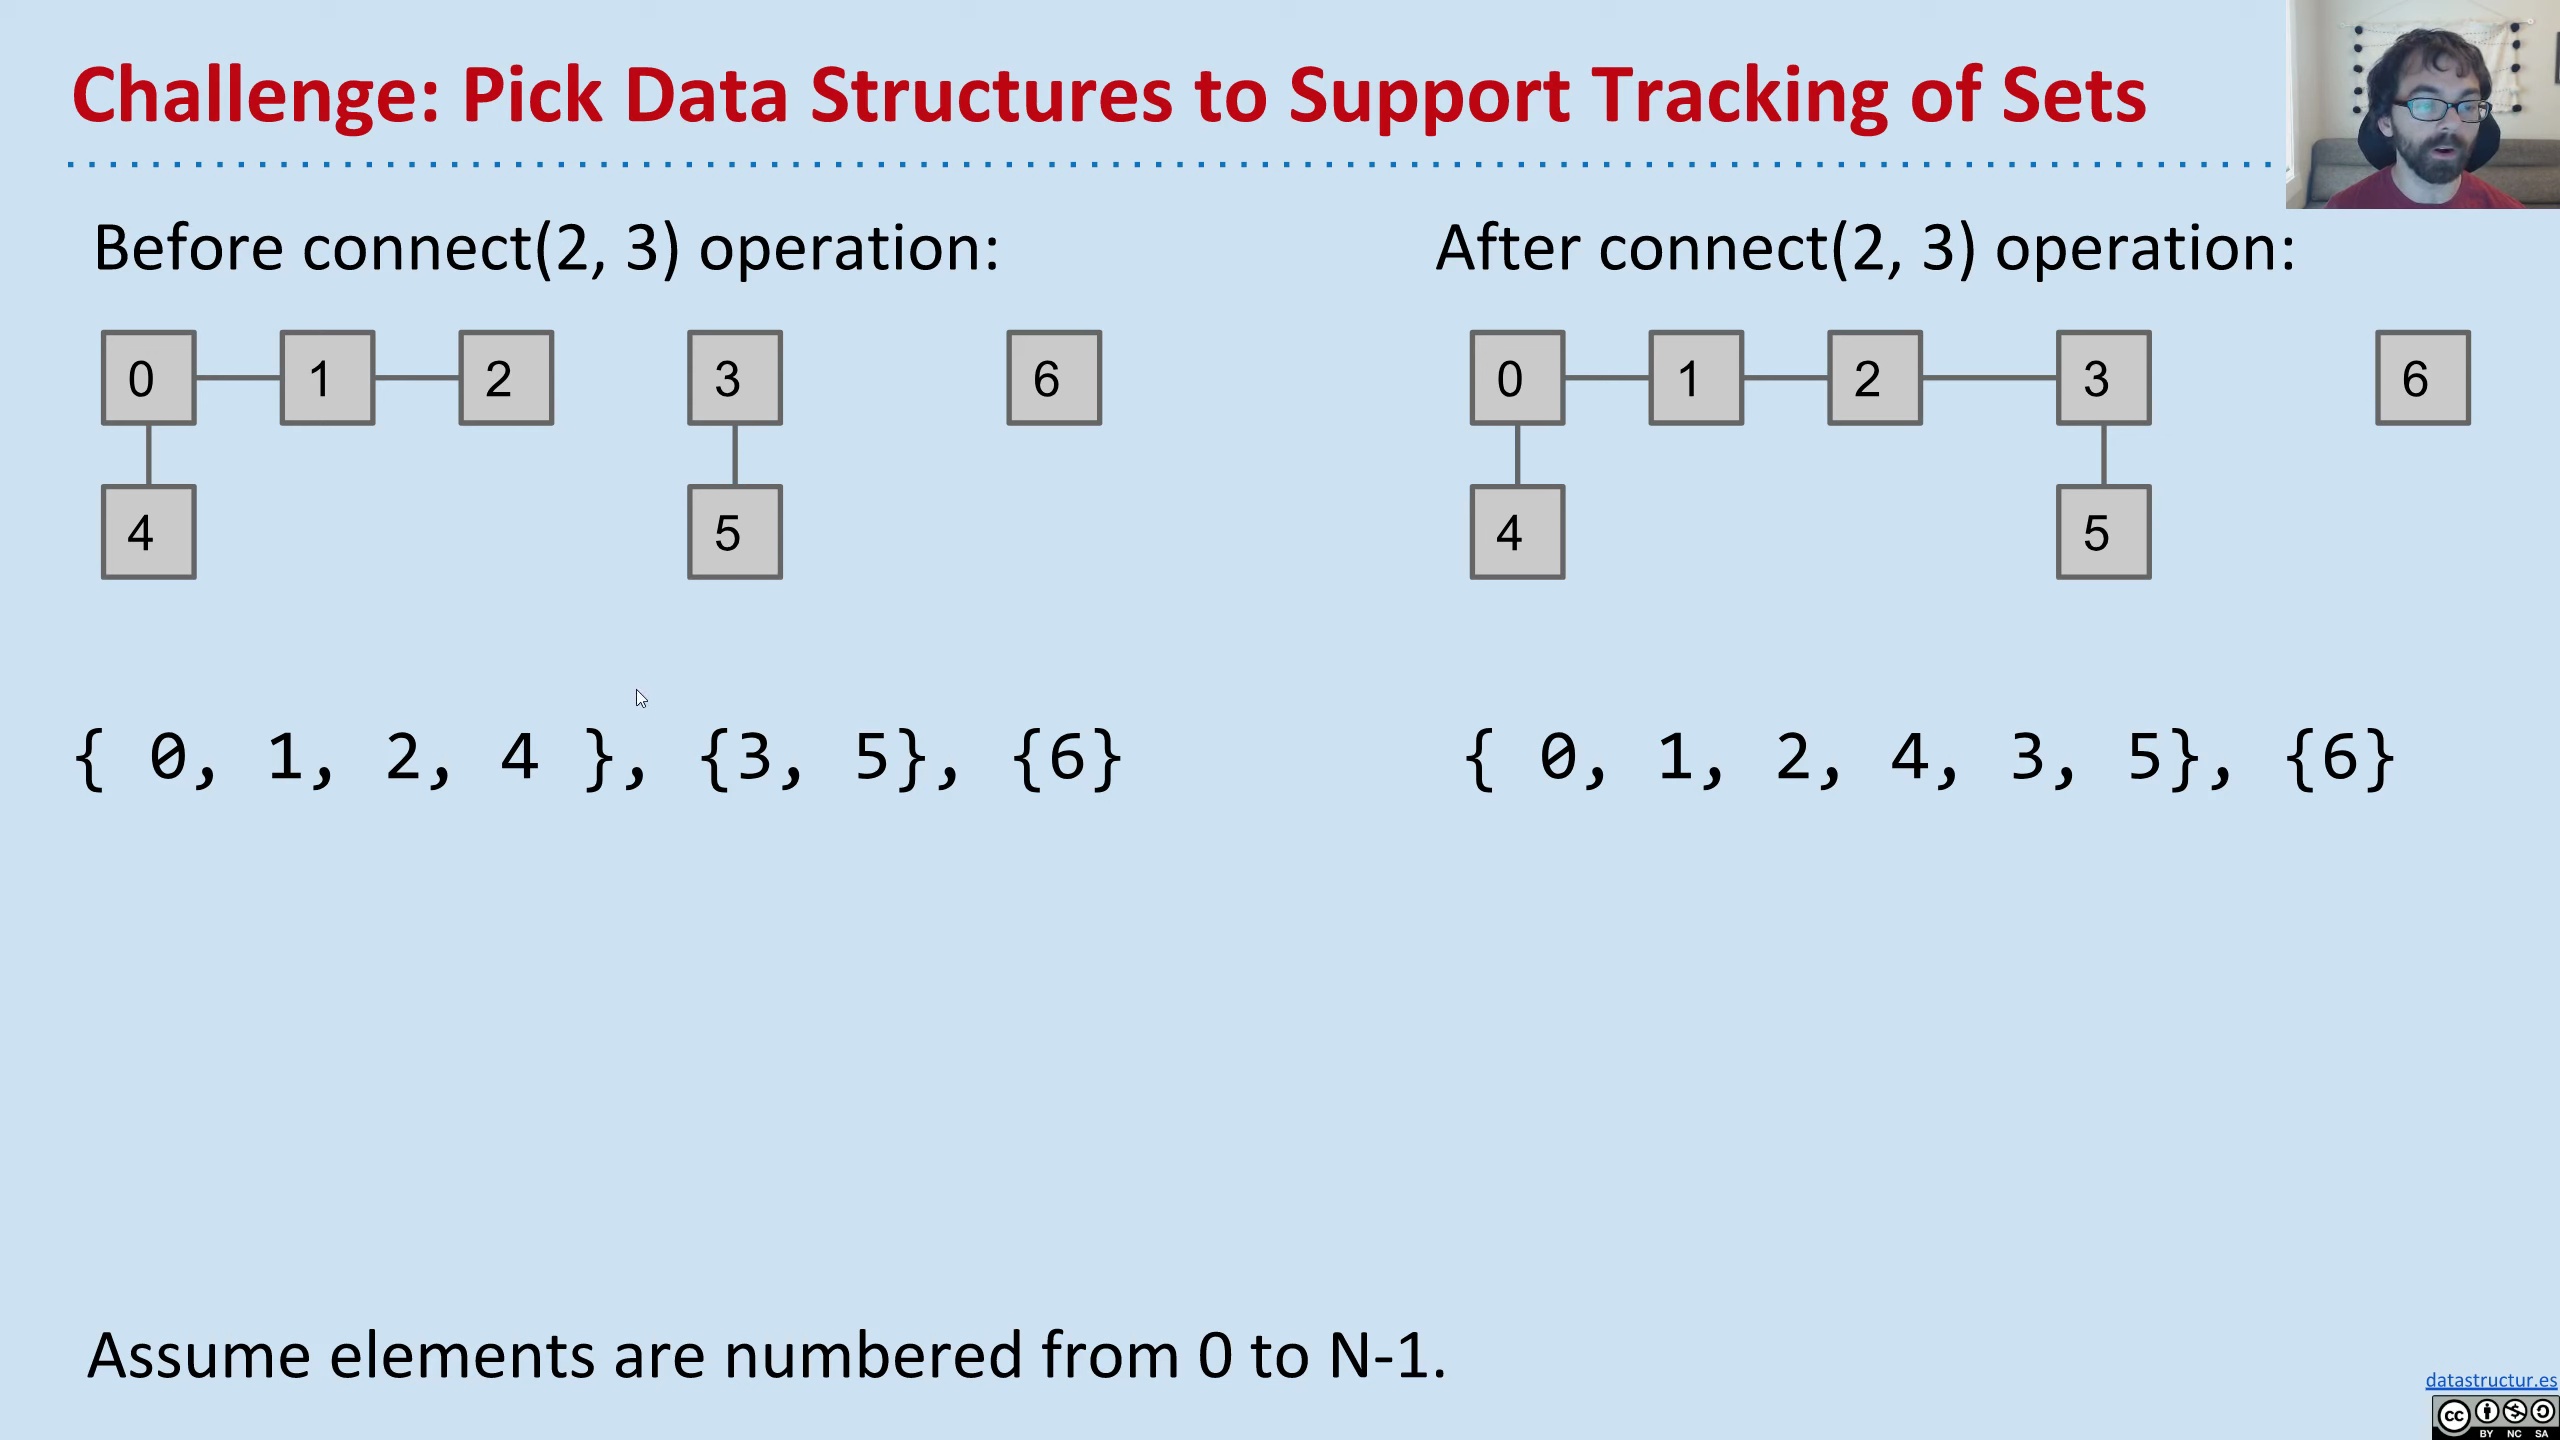 Challenge: Pick Data Structures to Support Tracking of Sets
Before connect(2, 3) operation:
0 1 2 3 6
4 5
{ 0, 1, 2, 4 }, {3, 5}, {6}
After connect(2, 3) operation:
0 1 2 3 6
4 5
{ 0, 1, 2, 4, 3, 5}, {6}
Assume elements are numbered from 0 to N-1.
datastructur.es
cc
BY NC SA